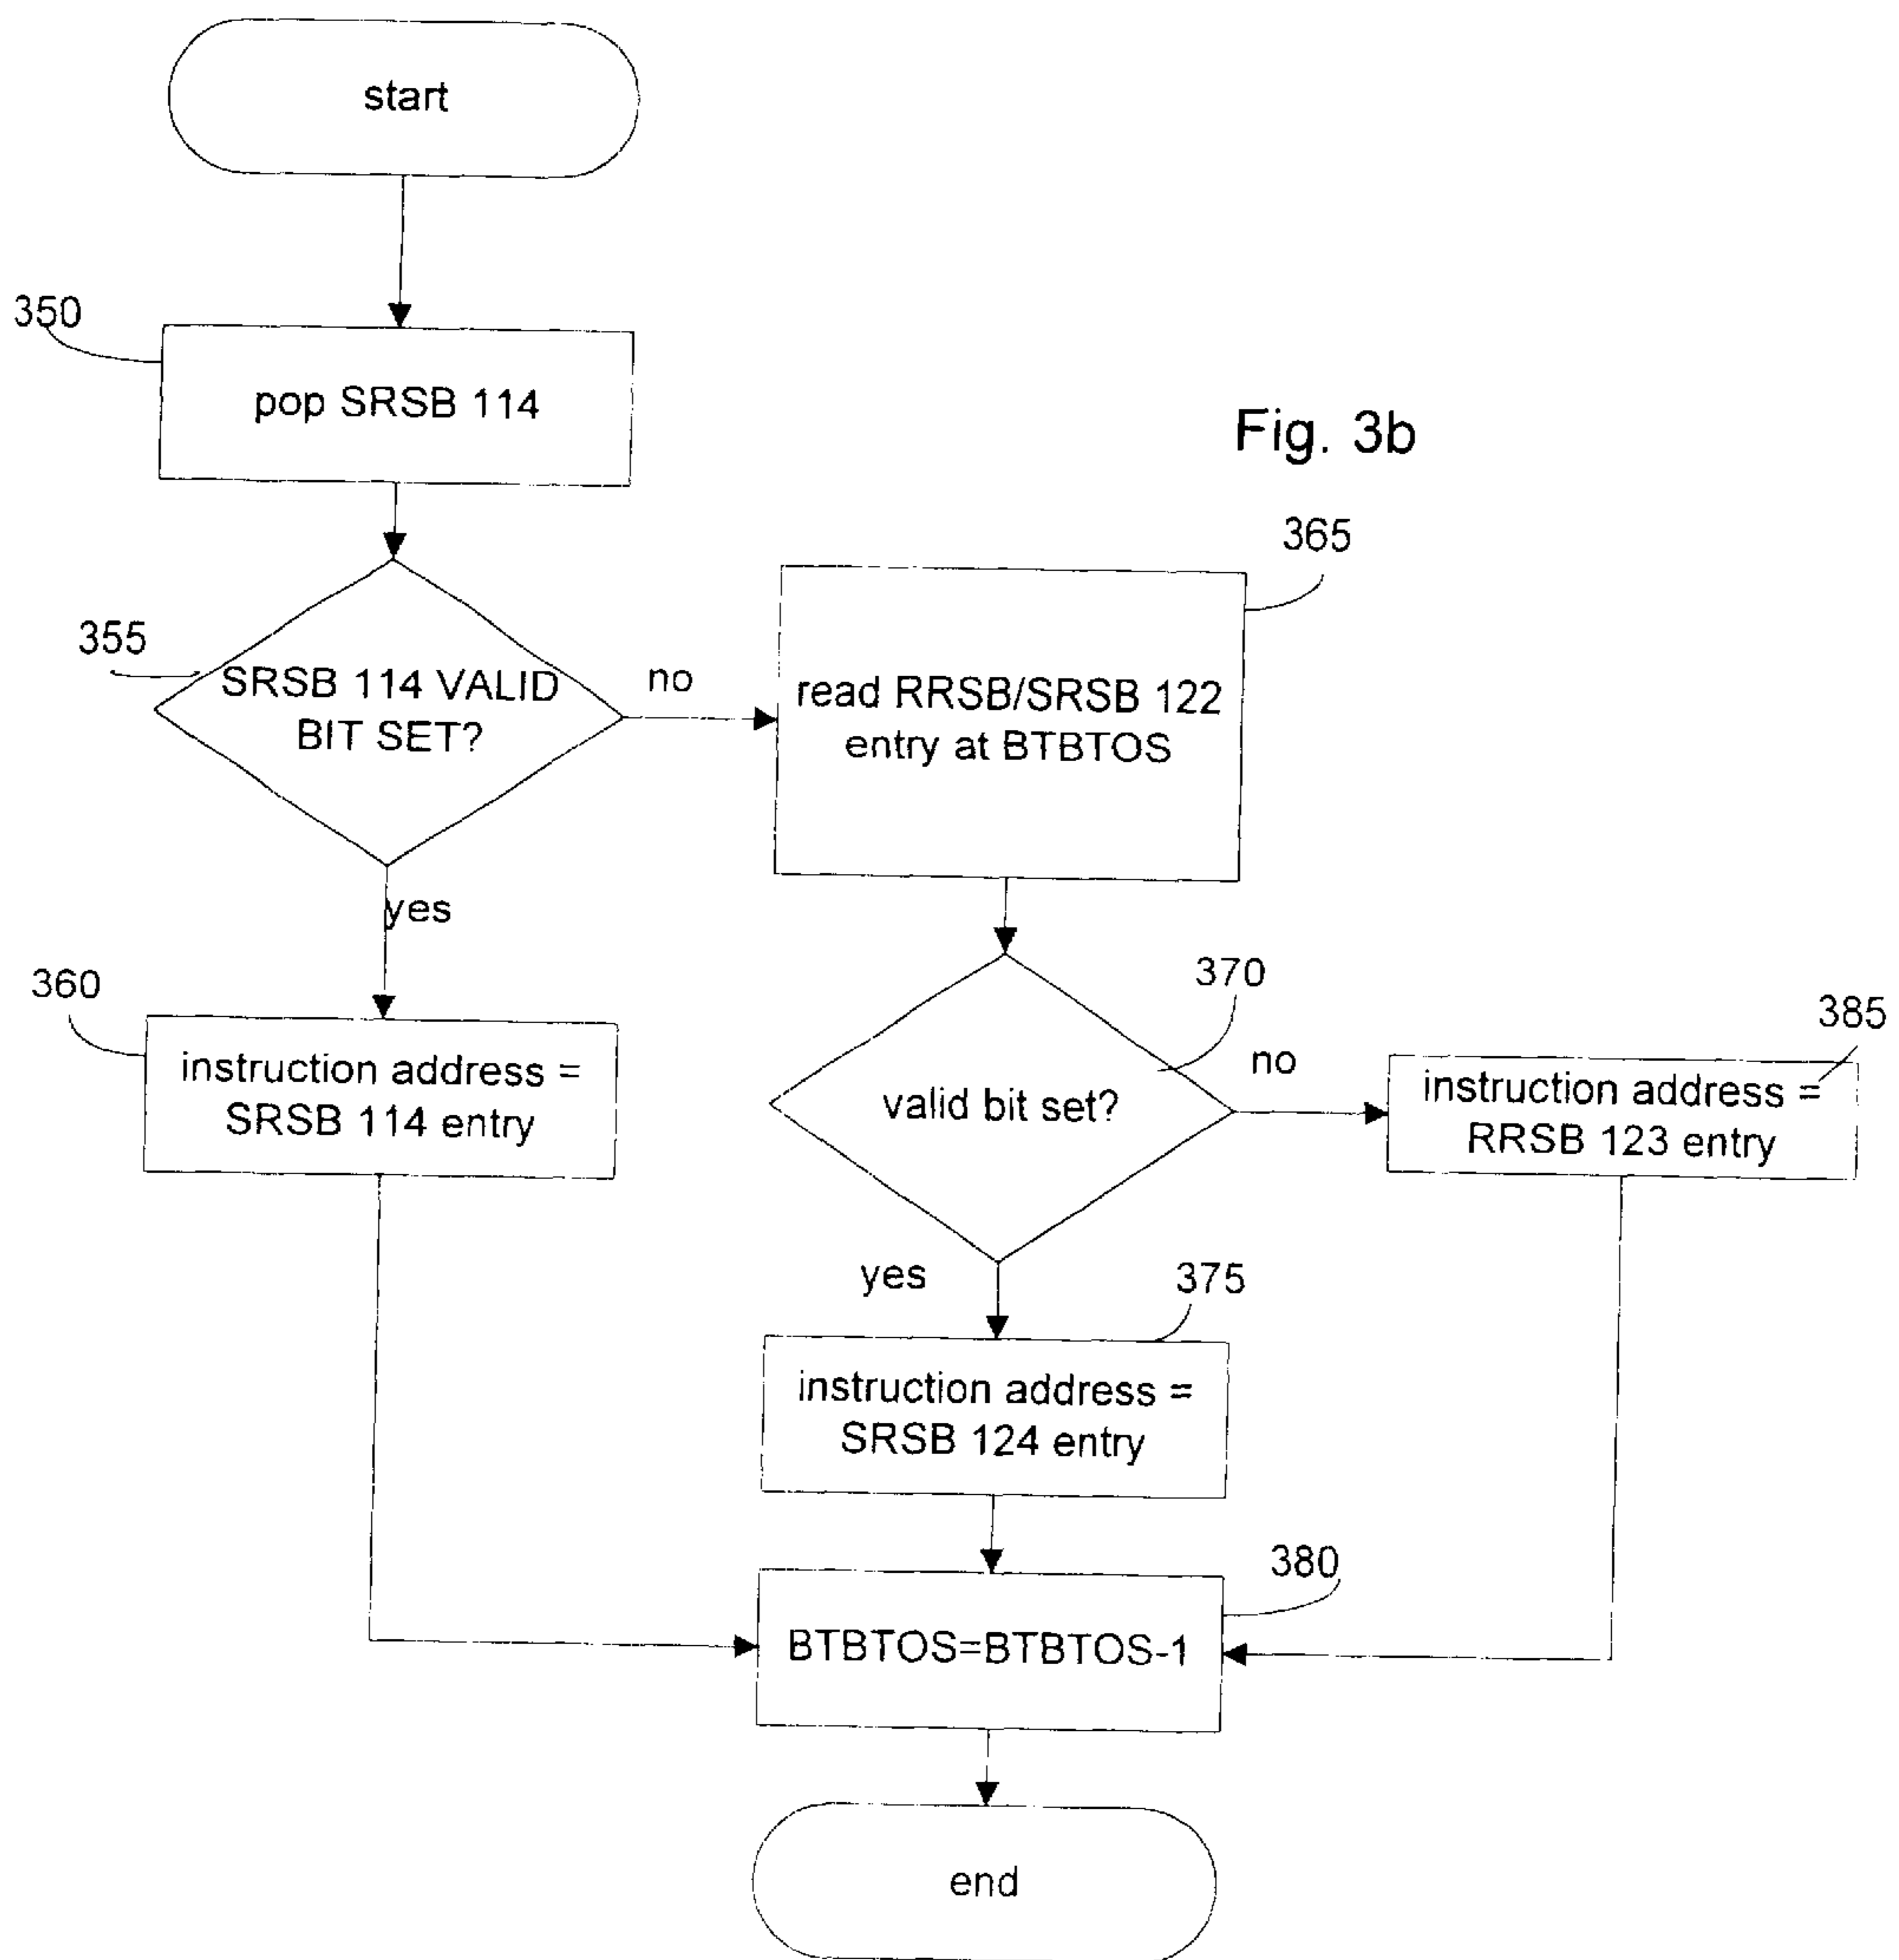 start
350
pop SRSB 114
Fig. 3b
365
355
SRSB 114 VALID
BIT SET?
no
read RRSB/SRSB 122
entry at BTBTOS
yes
360
instruction address =
SRSB 114 entry
370
valid bit set?
no
385
instruction address =
RRSB 123 entry
yes
375
instruction address =
SRSB 124 entry
380
BTBTOS=BTBTOS-1
end